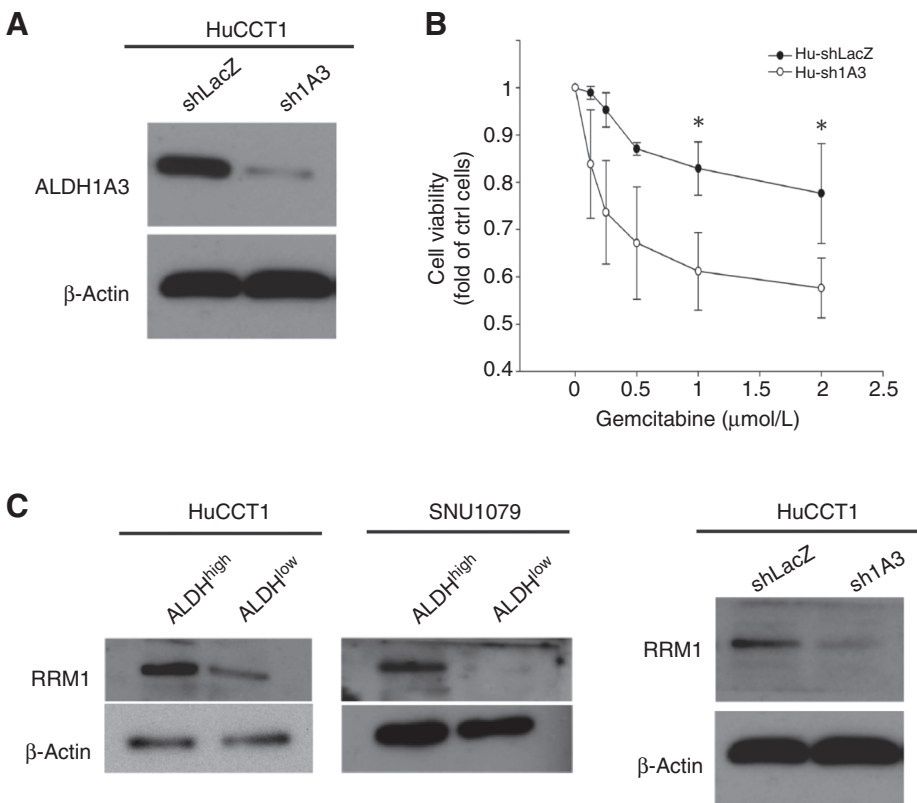 A
HuCCT1
shLacZ
sh1A3
ALDH1A3
β-Actin
B
Hu-shLacZ
Hu-sh1A3
1
0.9
0.8
0.7
0.6
0.5
0.4
* *
Cell viability
(fold of ctrl cells)
0 0.5 1 1.5 2 2.5
Gemcitabine (μmol/L)
C
HuCCT1
ALDHhigh
ALDHlow
RRM1
β-Actin
SNU1079
ALDHhigh
ALDHlow
HuCCT1
shLacZ
sh1A3
RRM1
β-Actin